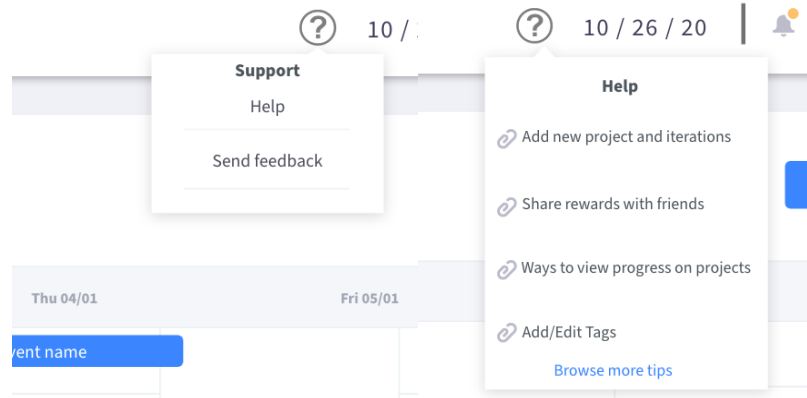 ?
10 /
Support
Help
Send feedback
Thu 04/01
Fri 05/01
vent name
?
10 / 26 / 20
Help
Add new project and iterations
Share rewards with friends
Ways to view progress on projects
Add/Edit Tags
Browse more tips